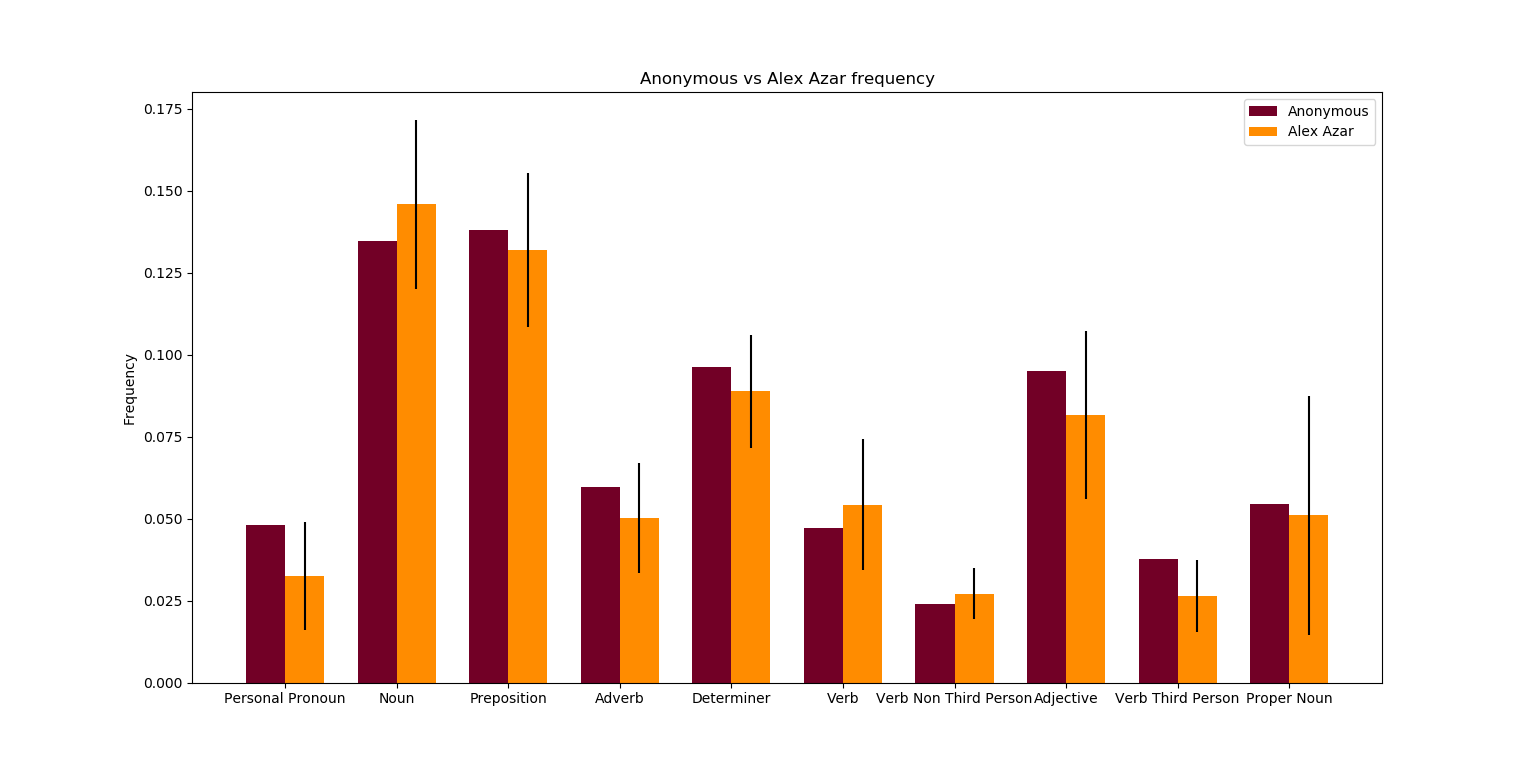 Anonymous vs Alex Azar frequency
Anonymous
Alex Azar
Frequency
0.175
0.150
0.125
0.100
0.075
0.050
0.025
0.000
Personal Pronoun Noun Preposition Adverb Determiner Verb Verb Non Third Person Adjective Verb Third Person Proper Noun